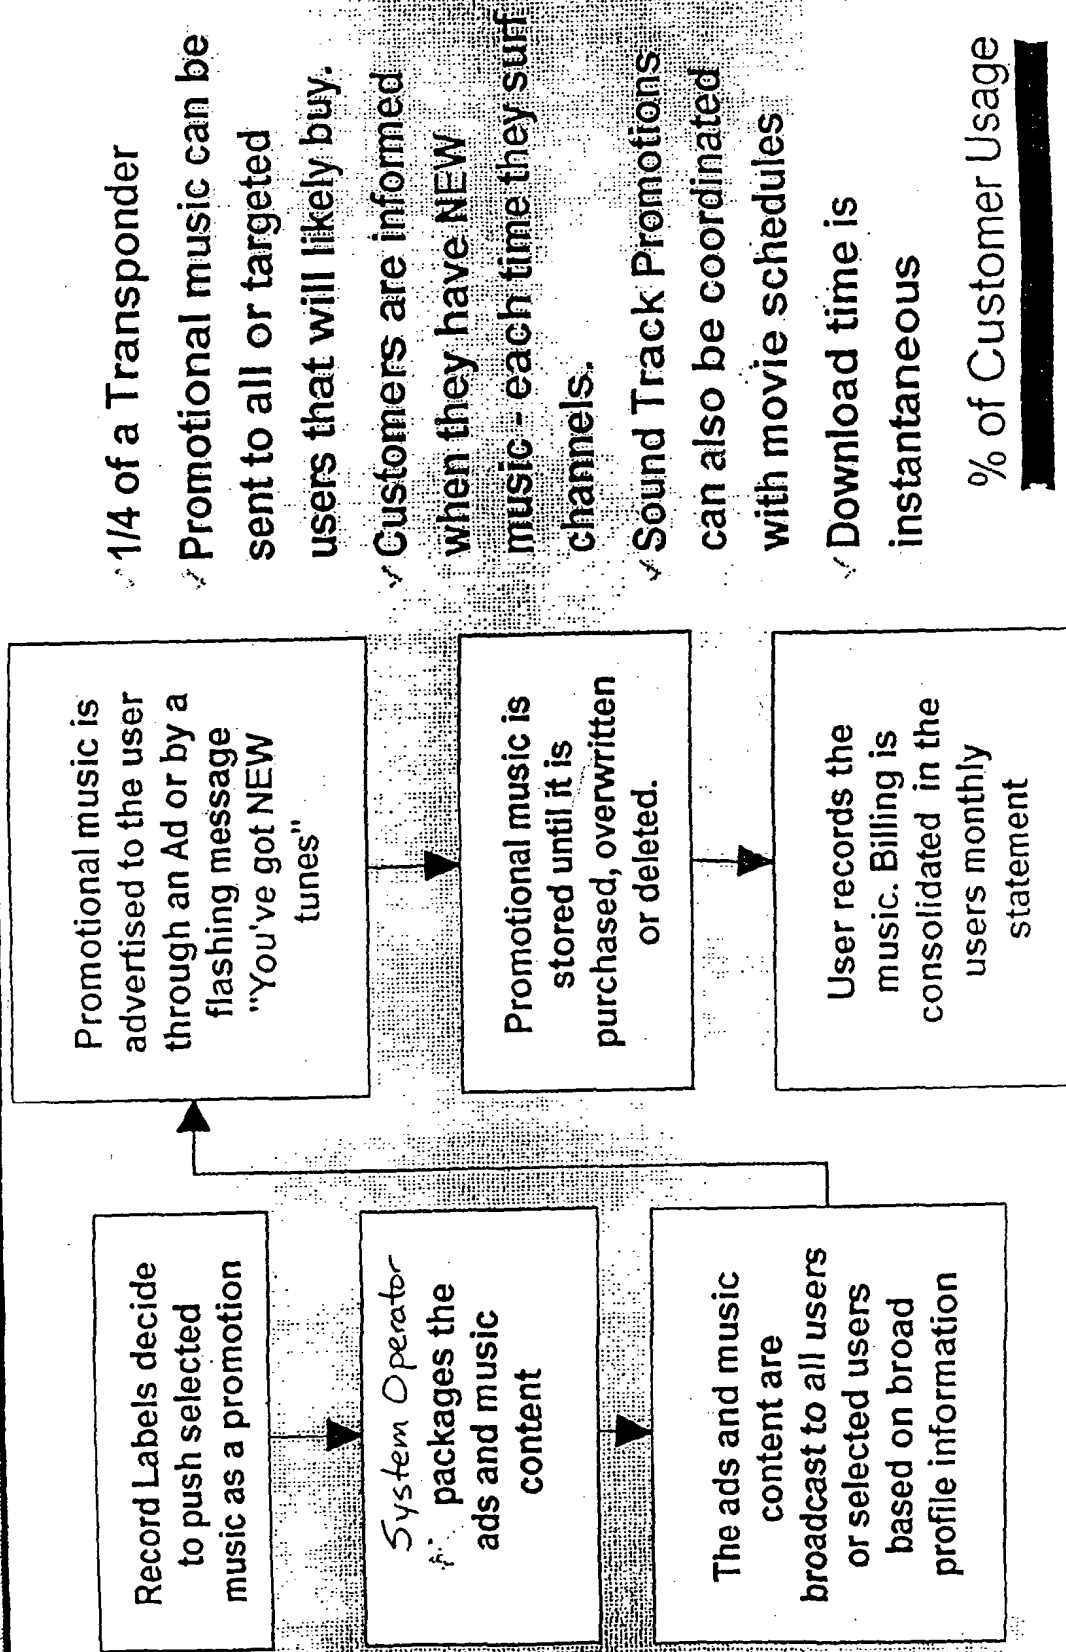 Record Labels decide
to push selected
music as a promotion
System Operator
packages the
ads and music
content
The ads and music
content are
broadcast to all users
or selected users
based on broad
profile information
Promotional music is
advertised to the user
through an Ad or by a
flashing message
"You've got NEW
tunes"
Promotional music is
stored until it is
purchased, overwritten
or deleted.
User records the
music. Billing is
consolidated in the
users monthly
statement
✓ 1/4 of a Transponder
✓ Promotional music can be
sent to all or targeted
users that will likely buy.
✓ Customers are informed
when they have NEW
music - each time they surf
channels.
✓ Sound Track Promotions
can also be coordinated
with movie schedules
✓ Download time is
instantaneous
% of Customer Usage